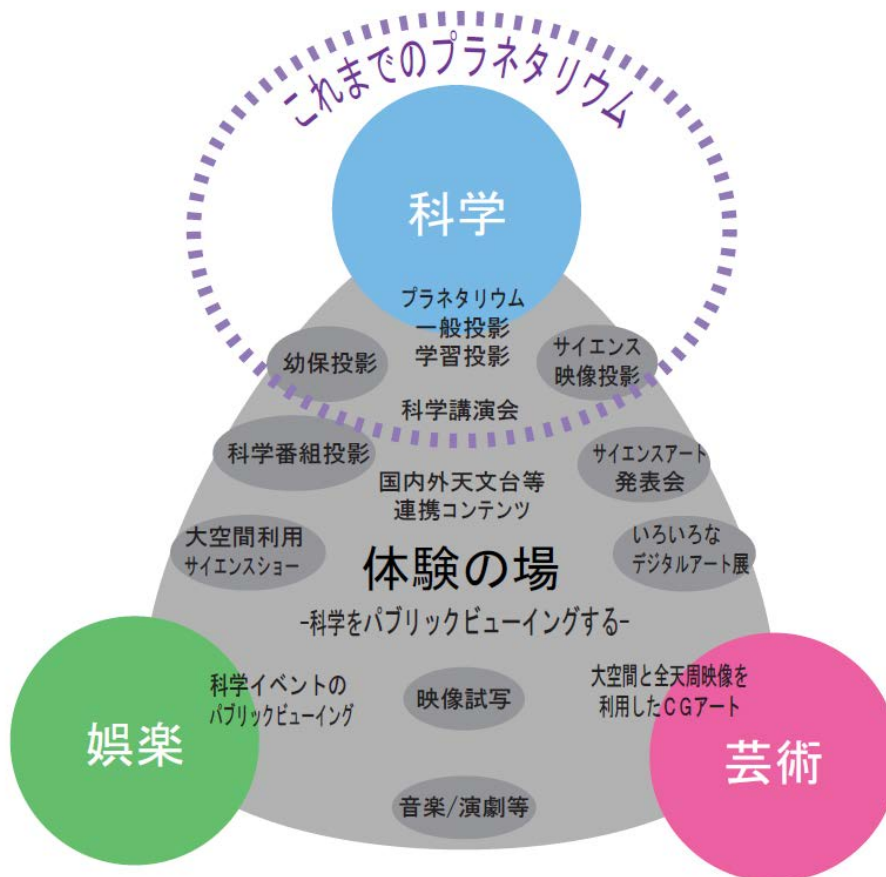 これまでのプラネタリウム
科学
プラネタリウム
一般投影
学習投影
幼保投影
サイエンス
映像投影
科学講演会
科学番組投影
サイエンスアート
発表会
国内外天文台等
連携コンテンツ
大空間利用
サイエンスショー
いろいろな
デジタルアート展
体験の場
-科学をパブリックビューイングする-
科学イベントの
パブリックビューイング
映像試写
大空間と全天周映像を
利用したCGアート
娯楽
芸術
音楽/演劇等